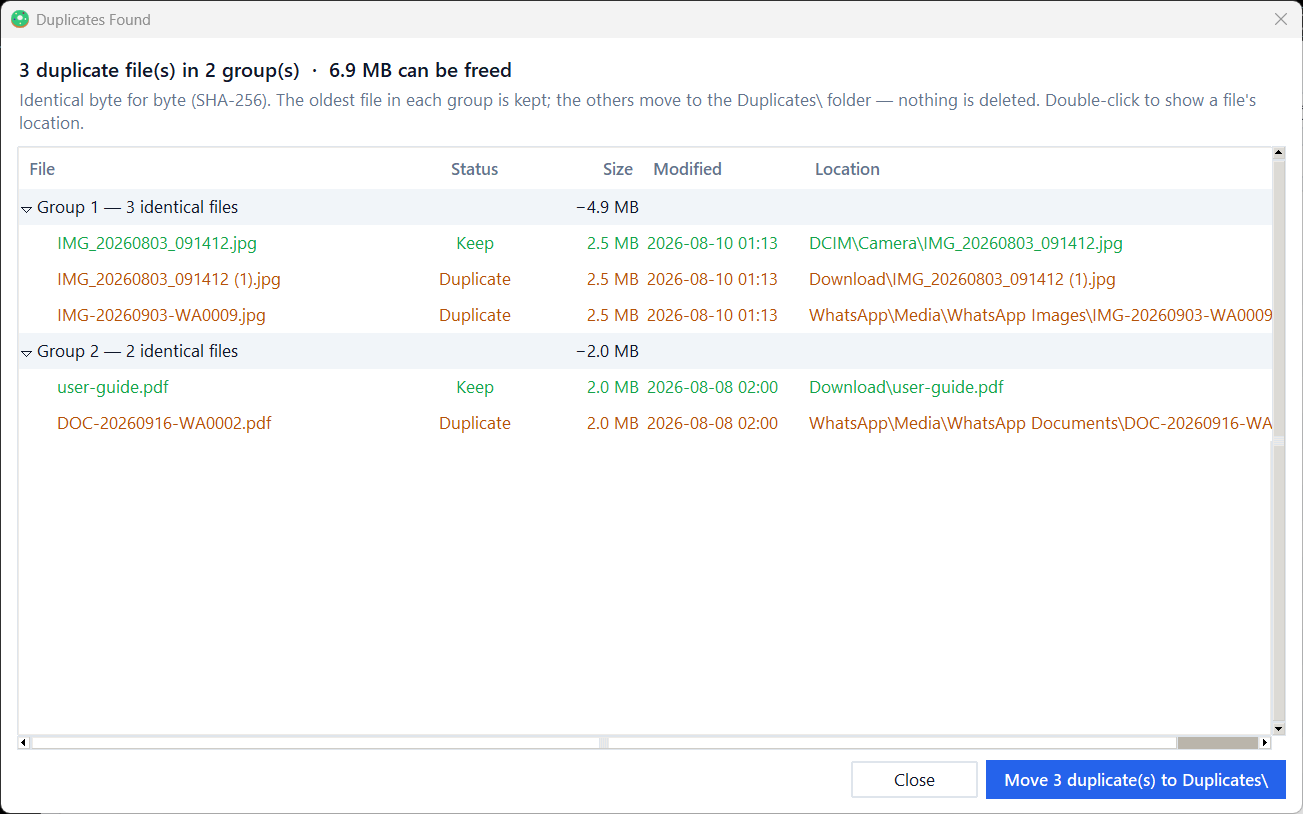 Duplicates Found
3 duplicate file(s) in 2 group(s) · 6.9 MB can be freed
Identical byte for byte (SHA-256). The oldest file in each group is kept; the others move to the Duplicates\ folder — nothing is deleted. Double-click to show a file's
location.
File Status Size Modified Location
Group 1 — 3 identical files −4.9 MB
IMG_20260803_091412.jpg Keep 2.5 MB 2026-08-10 01:13 DCIM\Camera\IMG_20260803_091412.jpg
IMG_20260803_091412 (1).jpg Duplicate 2.5 MB 2026-08-10 01:13 Download\IMG_20260803_091412 (1).jpg
IMG-20260903-WA0009.jpg Duplicate 2.5 MB 2026-08-10 01:13 WhatsApp\Media\WhatsApp Images\IMG-20260903-WA0009
Group 2 — 2 identical files −2.0 MB
user-guide.pdf Keep 2.0 MB 2026-08-08 02:00 Download\user-guide.pdf
DOC-20260916-WA0002.pdf Duplicate 2.0 MB 2026-08-08 02:00 WhatsApp\Media\WhatsApp Documents\DOC-20260916-WA
Close Move 3 duplicate(s) to Duplicates\